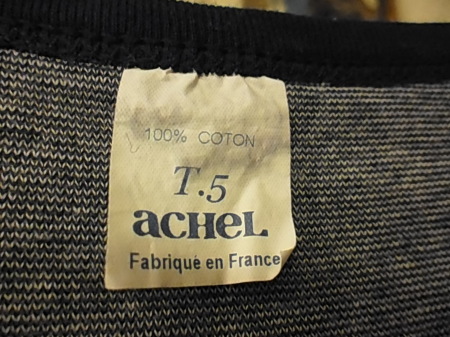 100% COTON
T.5
ACHEL
Fabriqué en France